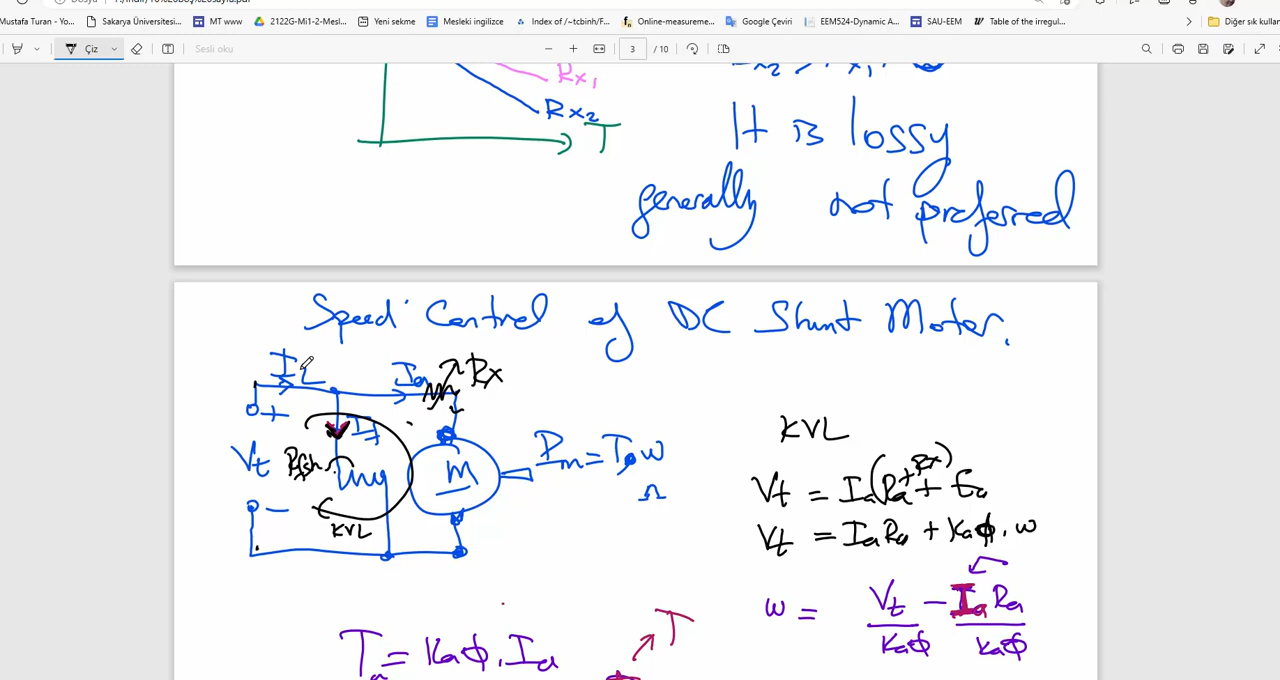 Mustafa Turan - Ya...
Sakarya Üniversitesi...
MT www
2122G-Mi1-2-Mesl...
Yeni sekme
Mesleki ingilizce
Index of /~tcbinh/F...
Online-measureme...
Google Çeviri
EEM524-Dynamic A...
SAU-EEM
Table of the irregul...
Diğer sık kullan
Çiz
Sesli oku
3 / 10
Rx1
Rx2
T
It is lossy
generally not preferred
Speed Control of DC Shunt Motor.
IL
Ia
Rx
+
If
Vt
Rfsh
M
Pm = T.ω
Ω
-
KVL
KVL
Vt = Ia(Ra+Rx) + Ea
Vt = IaRa + Kaϕ.ω
ω = Vt/Kaϕ - IaRa/Kaϕ
T
Ta = Kaϕ.Ia